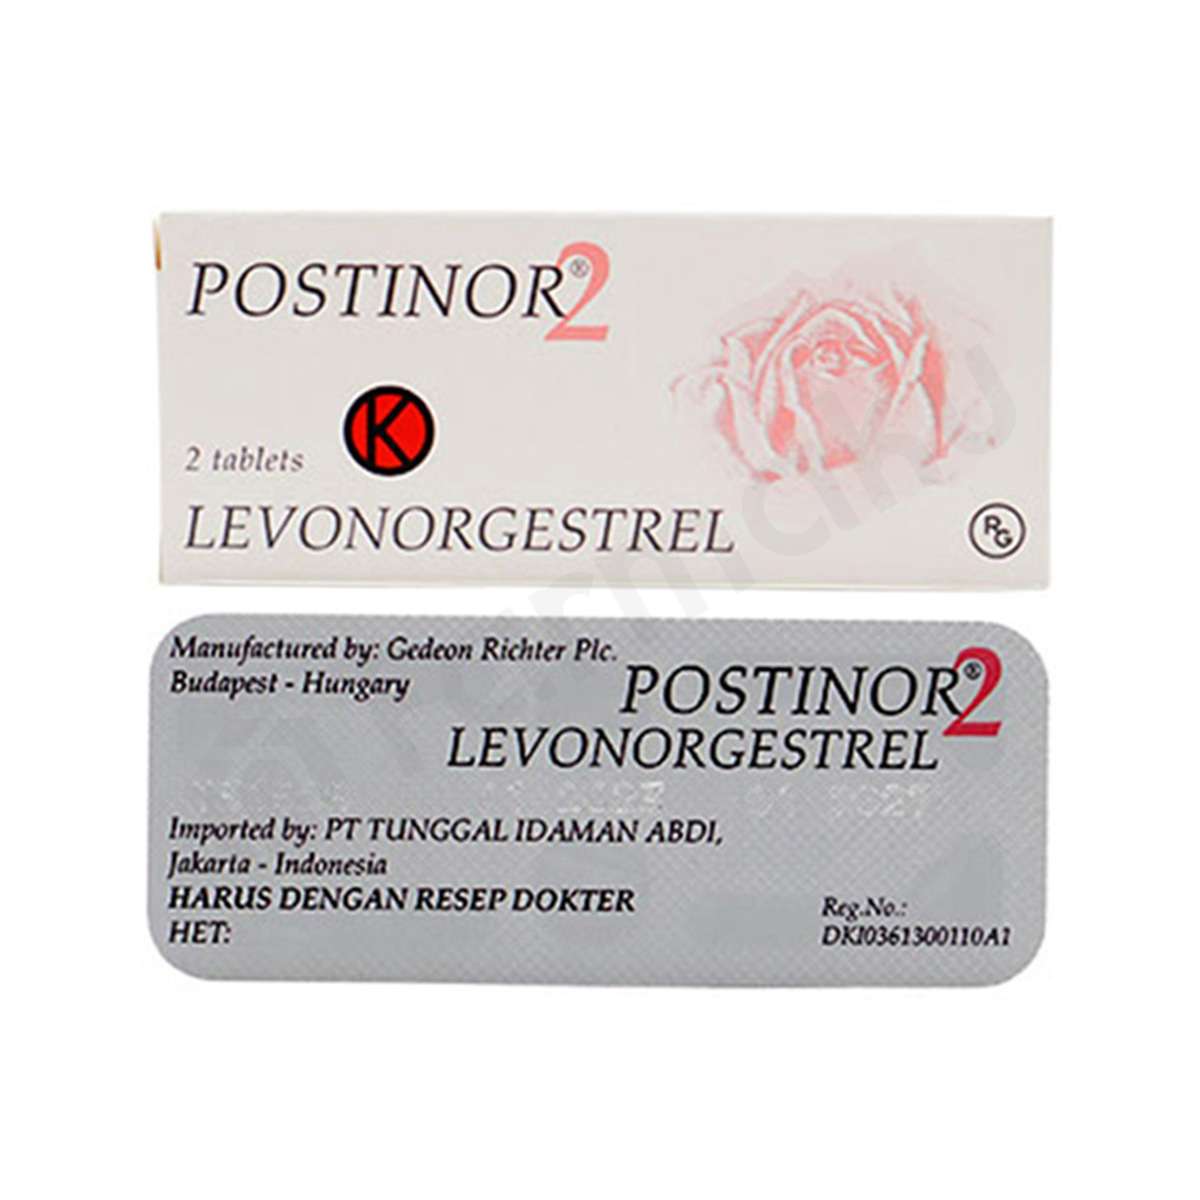 POSTINOR®2
K
2 tablets
LEVONORGESTREL
RG
Manufactured by: Gedeon Richter Plc.
Budapest - Hungary
POSTINOR®2
LEVONORGESTREL
Imported by: PT TUNGGAL IDAMAN ABDI,
Jakarta - Indonesia
HARUS DENGAN RESEP DOKTER
HET:
Reg.No.:
DKI0361300110A1